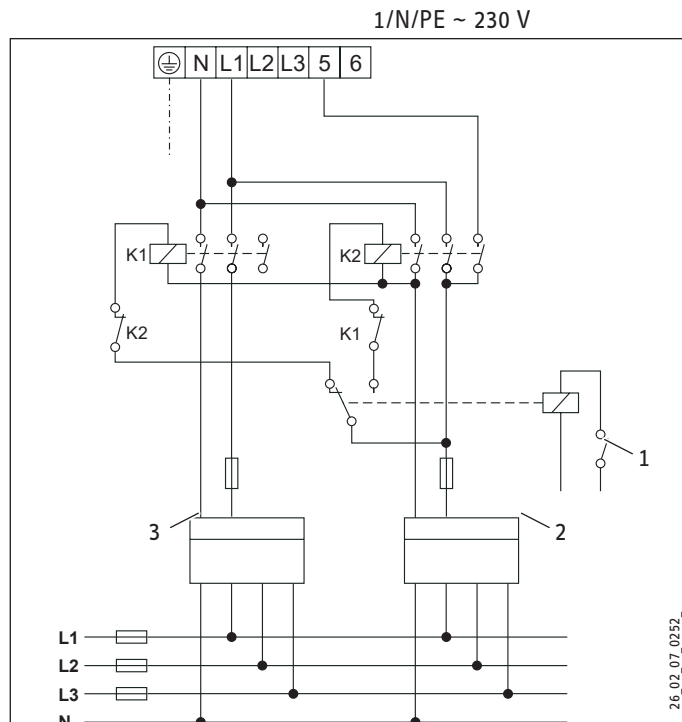 1/N/PE ~ 230 V
N L1 L2 L3 5 6
K1
K2
K2
K1
1
3
2
L1
L2
L3
N
26_02_07_0252_